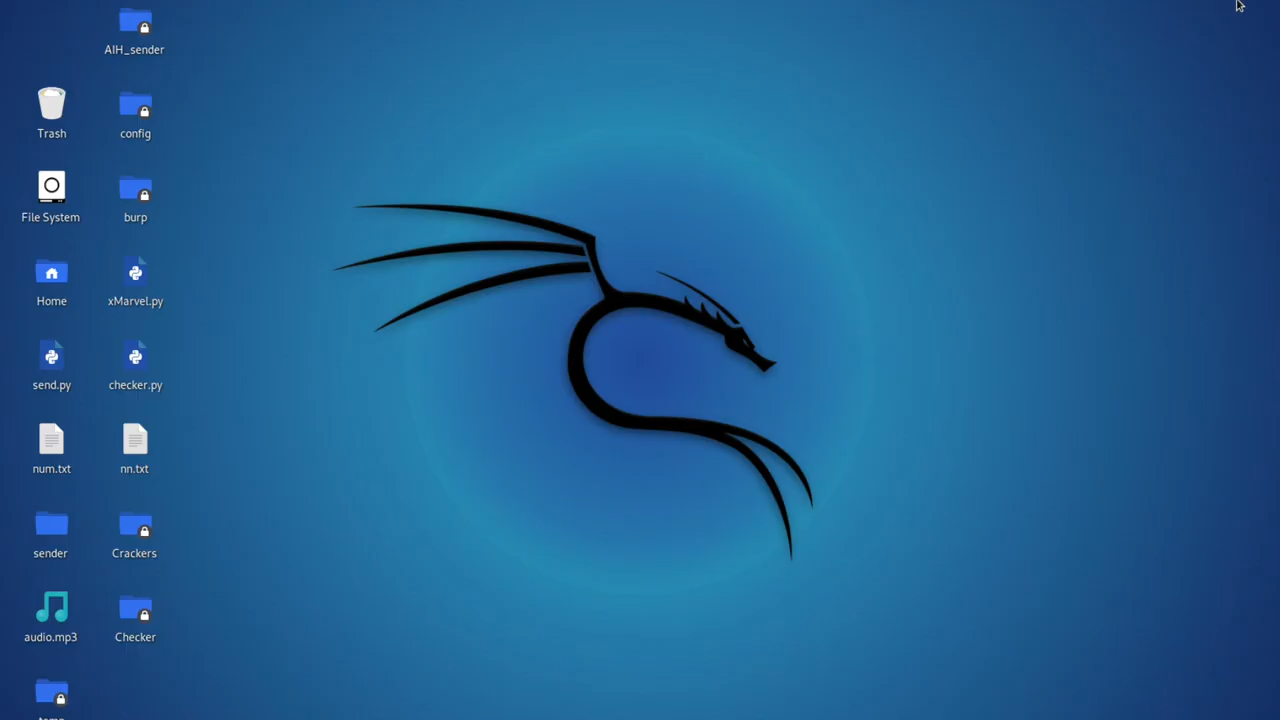 AIH_sender
Trash
config
File System
burp
Home
xMarvel.py
send.py
checker.py
num.txt
nn.txt
sender
Crackers
audio.mp3
Checker